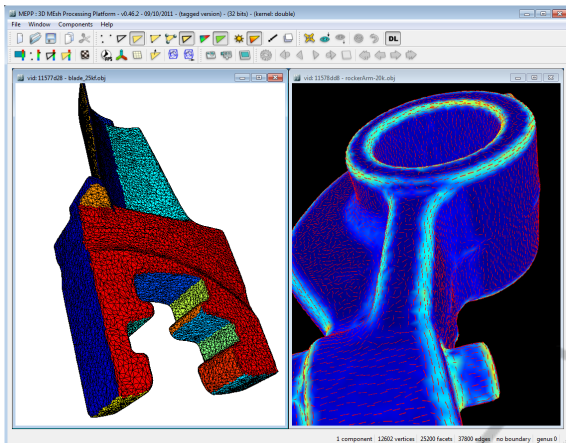 MEPP : 3D MEsh Processing Platform - v0.46.2 - 09/10/2011 - (tagged version) - (32 bits) - (kernel: double)
File Window Components Help
DL
vid: 11577d28 - blade_25kf.obj
vid: 11578dd8 - rockerArm-20k.obj
1 component 12602 vertices 25200 facets 37800 edges no boundary genus 0